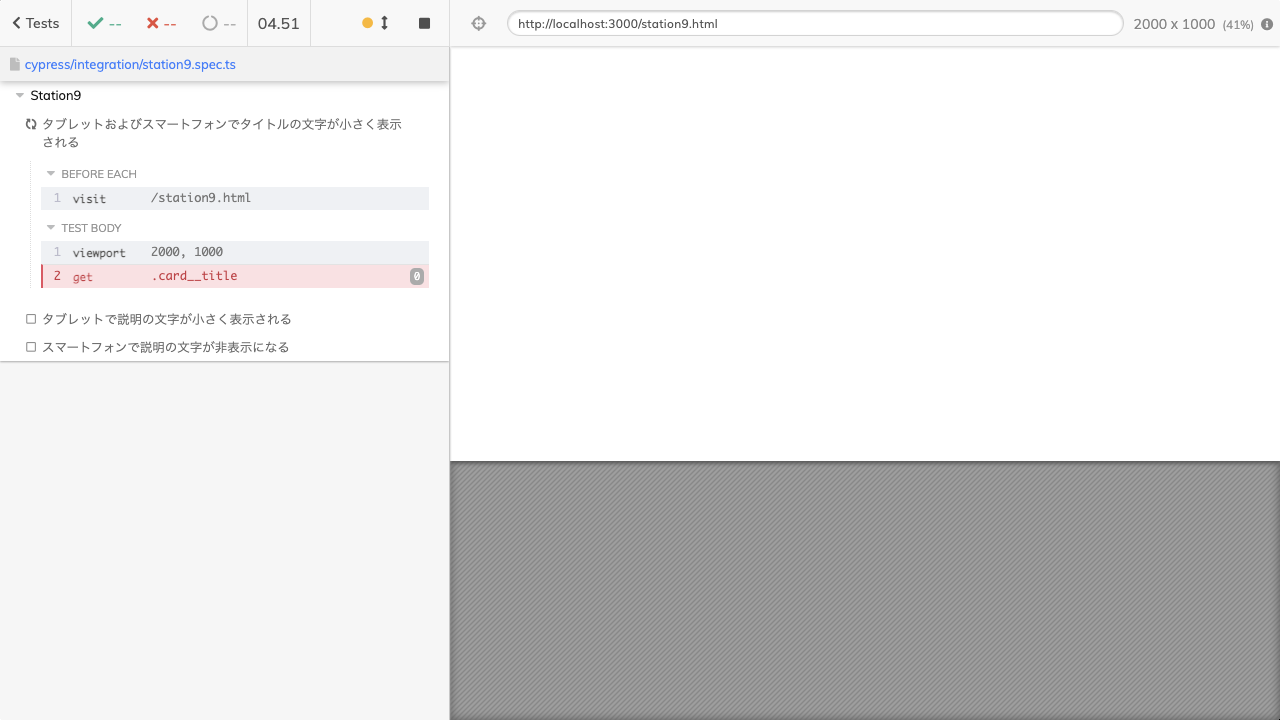 Tests
--
--
--
04.51
http://localhost:3000/station9.html
2000 x 1000 (41%)
cypress/integration/station9.spec.ts
Station9
タブレットおよびスマートフォンでタイトルの文字が小さく表示
される
BEFORE EACH
1 visit /station9.html
TEST BODY
1 viewport 2000, 1000
2 get .card__title 0
タブレットで説明の文字が小さく表示される
スマートフォンで説明の文字が非表示になる